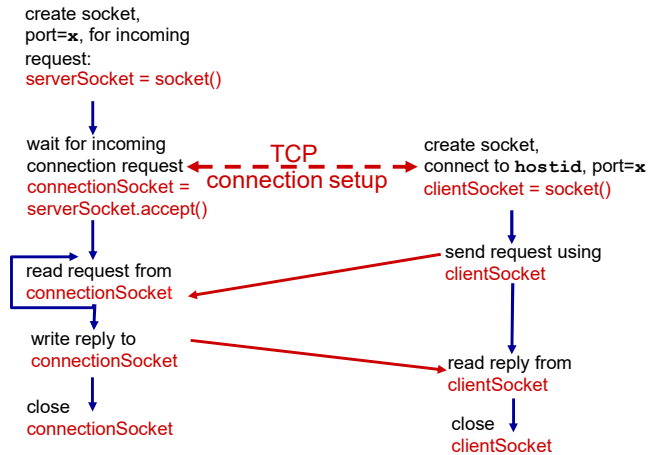 create socket,
port=x, for incoming
request:
serverSocket = socket()
wait for incoming
connection request
connectionSocket =
serverSocket.accept()
TCP
connection setup
create socket,
connect to hostid, port=x
clientSocket = socket()
send request using
clientSocket
read request from
connectionSocket
write reply to
connectionSocket
read reply from
clientSocket
close
connectionSocket
close
clientSocket